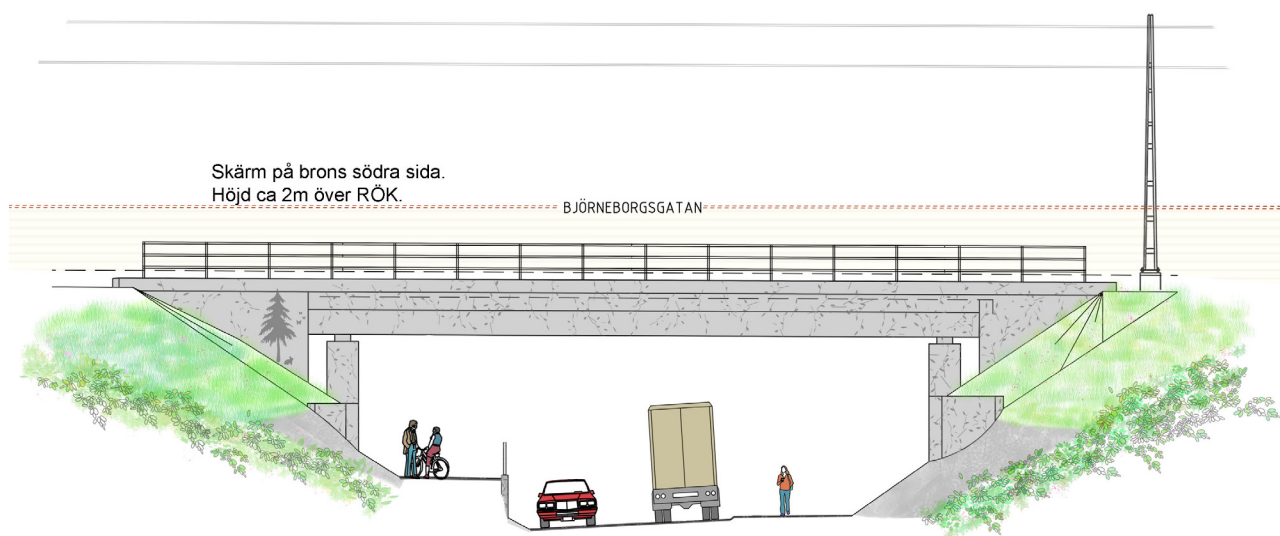 Skärm på brons södra sida.
Höjd ca 2m över RÖK.
BJÖRNEBORGSGATAN